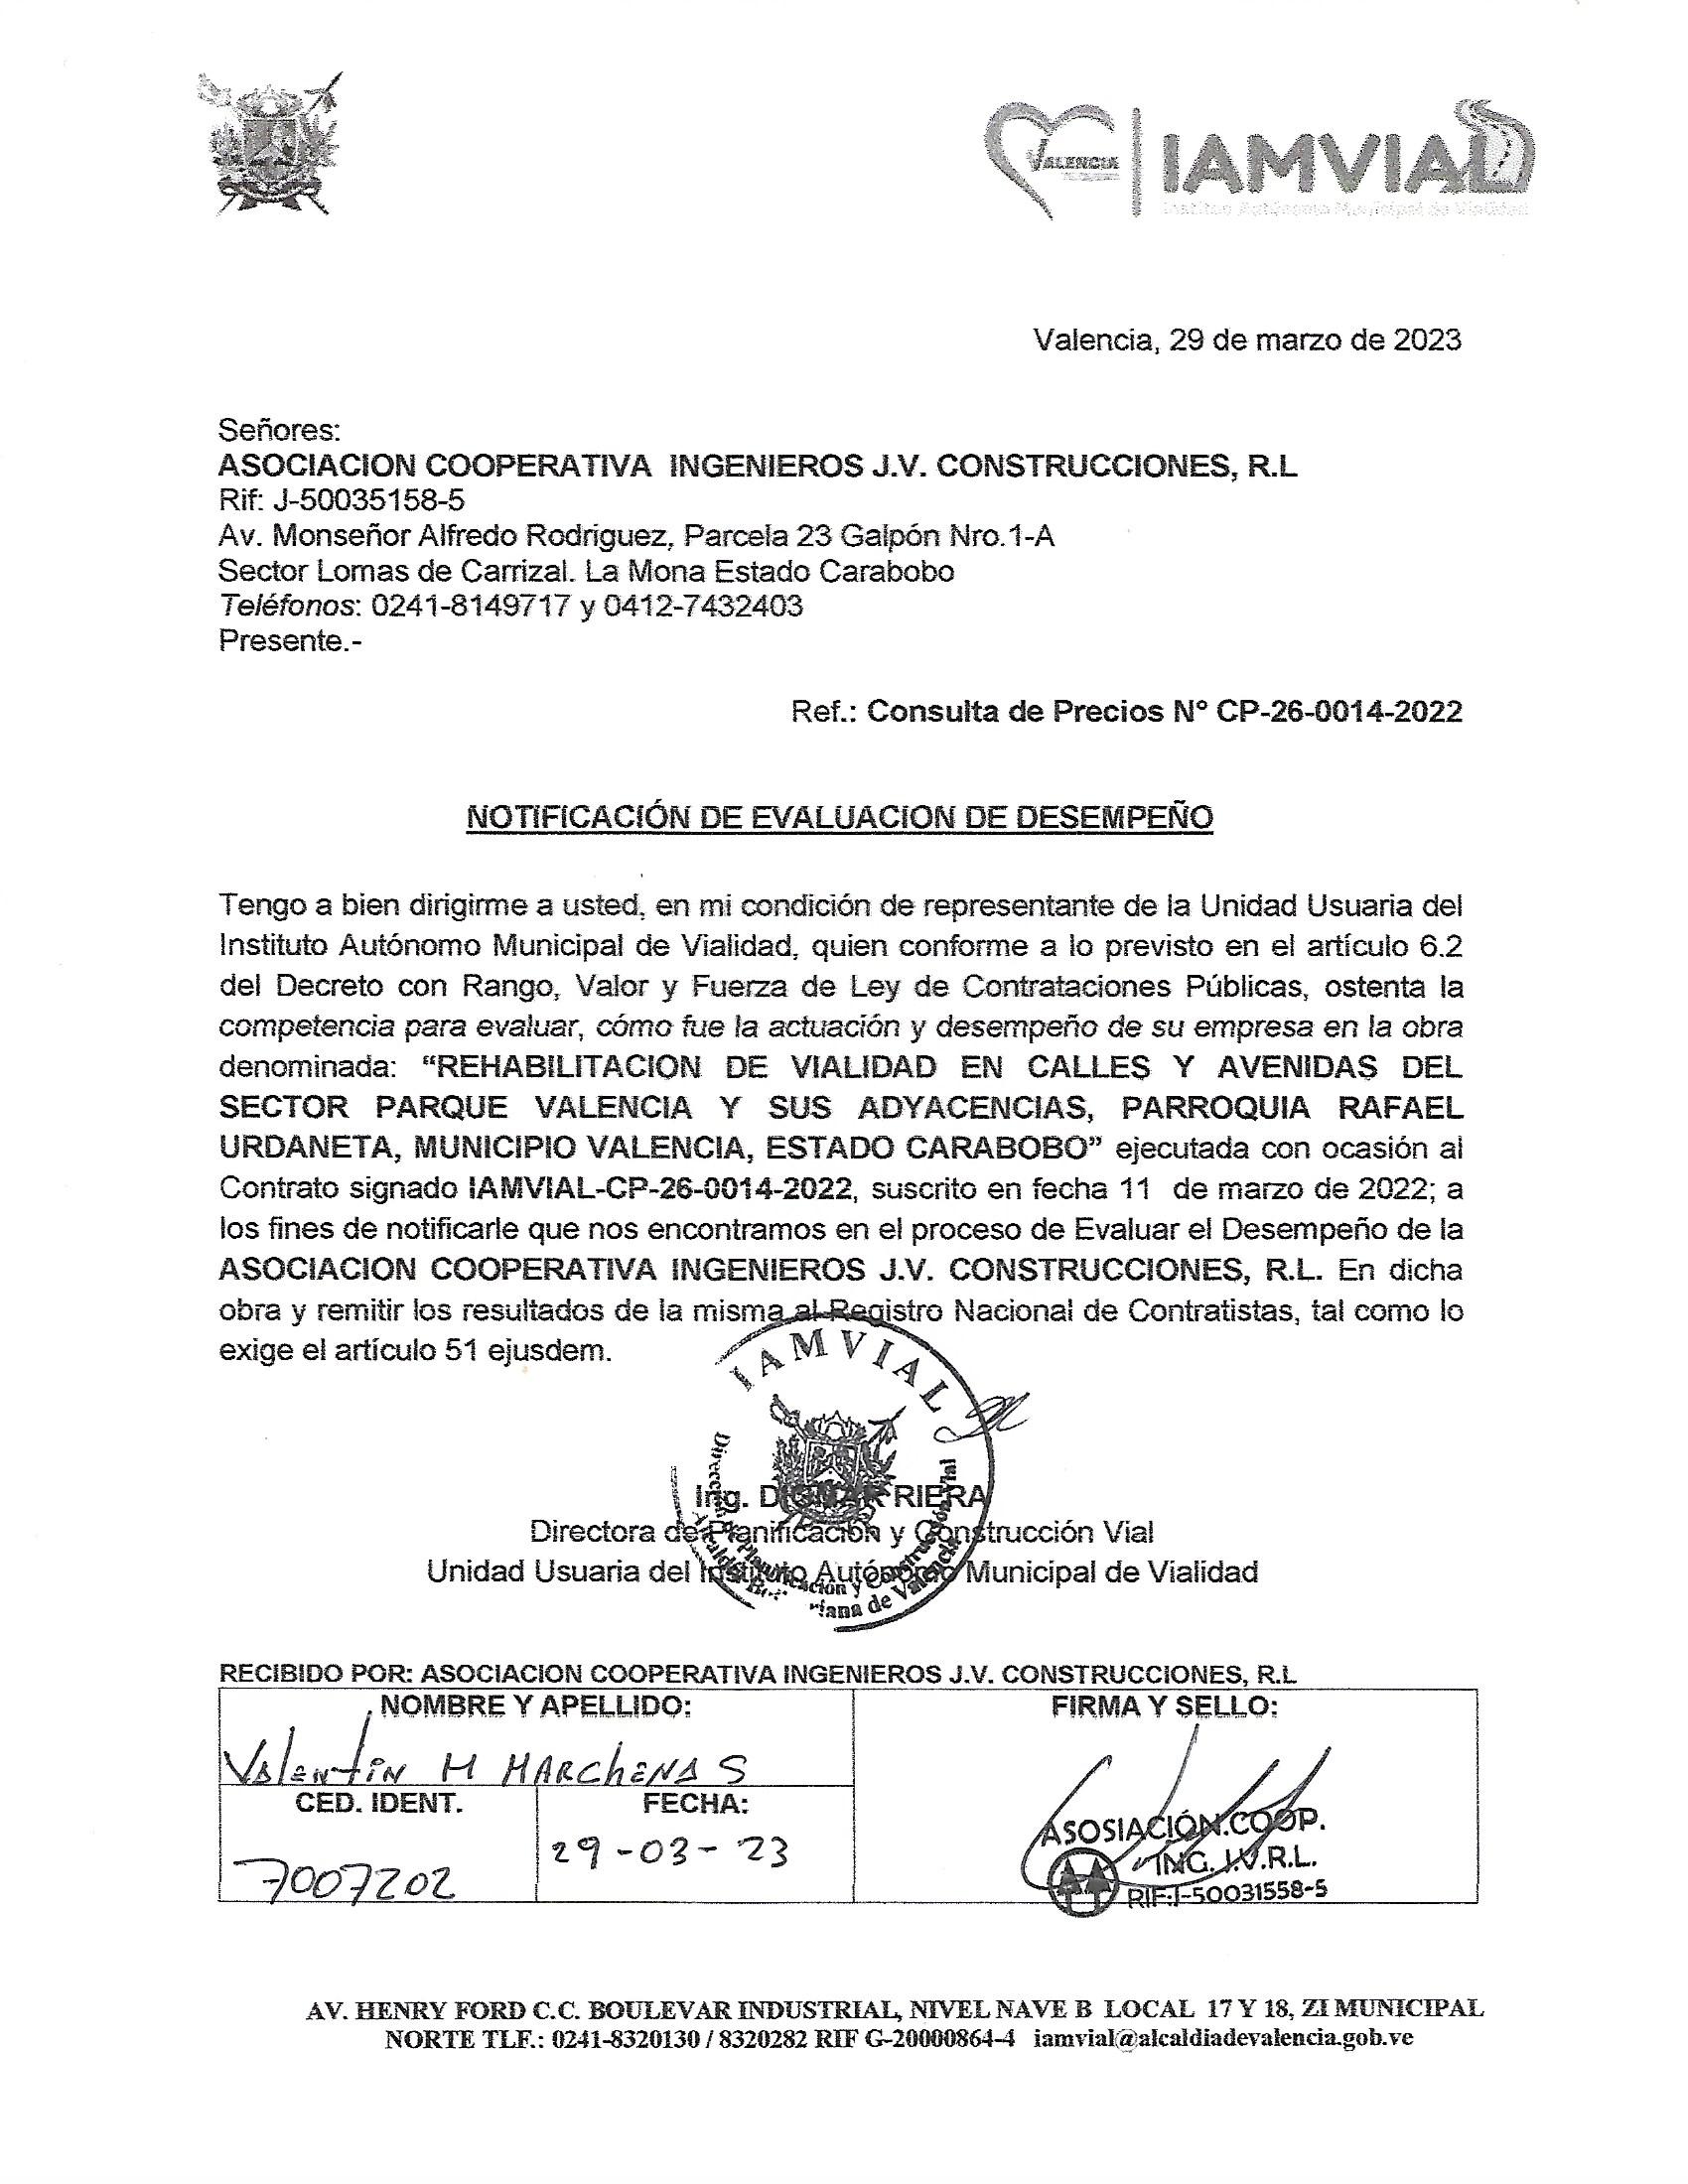 VALENCIA
IAMVIAL
Instituto Autónomo Municipal de Vialidad
Valencia, 29 de marzo de 2023
Señores:
ASOCIACION COOPERATIVA INGENIEROS J.V. CONSTRUCCIONES, R.L
Rif: J-50035158-5
Av. Monseñor Alfredo Rodriguez, Parcela 23 Galpón Nro.1-A
Sector Lomas de Carrizal. La Mona Estado Carabobo
Teléfonos: 0241-8149717 y 0412-7432403
Presente.-
Ref.: Consulta de Precios N° CP-26-0014-2022
NOTIFICACIÓN DE EVALUACION DE DESEMPEÑO
Tengo a bien dirigirme a usted, en mi condición de representante de la Unidad Usuaria del
Instituto Autónomo Municipal de Vialidad, quien conforme a lo previsto en el artículo 6.2
del Decreto con Rango, Valor y Fuerza de Ley de Contrataciones Públicas, ostenta la
competencia para evaluar, cómo fue la actuación y desempeño de su empresa en la obra
denominada: “REHABILITACION DE VIALIDAD EN CALLES Y AVENIDAS DEL
SECTOR PARQUE VALENCIA Y SUS ADYACENCIAS, PARROQUIA RAFAEL
URDANETA, MUNICIPIO VALENCIA, ESTADO CARABOBO” ejecutada con ocasión al
Contrato signado IAMVIAL-CP-26-0014-2022, suscrito en fecha 11 de marzo de 2022; a
los fines de notificarle que nos encontramos en el proceso de Evaluar el Desempeño de la
ASOCIACION COOPERATIVA INGENIEROS J.V. CONSTRUCCIONES, R.L. En dicha
obra y remitir los resultados de la misma al Registro Nacional de Contratistas, tal como lo
exige el artículo 51 ejusdem.
IAMVIAL
Dirección de Planificación y Construcción Vial
de Valencia
Ing. RIERA
Directora de Planificación y Construcción Vial
Unidad Usuaria del Instituto Autónomo Municipal de Vialidad
RECIBIDO POR: ASOCIACION COOPERATIVA INGENIEROS J.V. CONSTRUCCIONES, R.L
NOMBRE Y APELLIDO:
Valentin M MARCHENA S
FIRMA Y SELLO:
CED. IDENT.
7007202
FECHA:
29-03-23
ASOSIACIÓN.COOP.
ING. J.V.R.L.
RIF:J-50031558-5
AV. HENRY FORD C.C. BOULEVAR INDUSTRIAL, NIVEL NAVE B LOCAL 17 Y 18, ZI MUNICIPAL
NORTE TLF.: 0241-8320130 / 8320282 RIF G-20000864-4 iamvial@alcaldiadevalencia.gob.ve